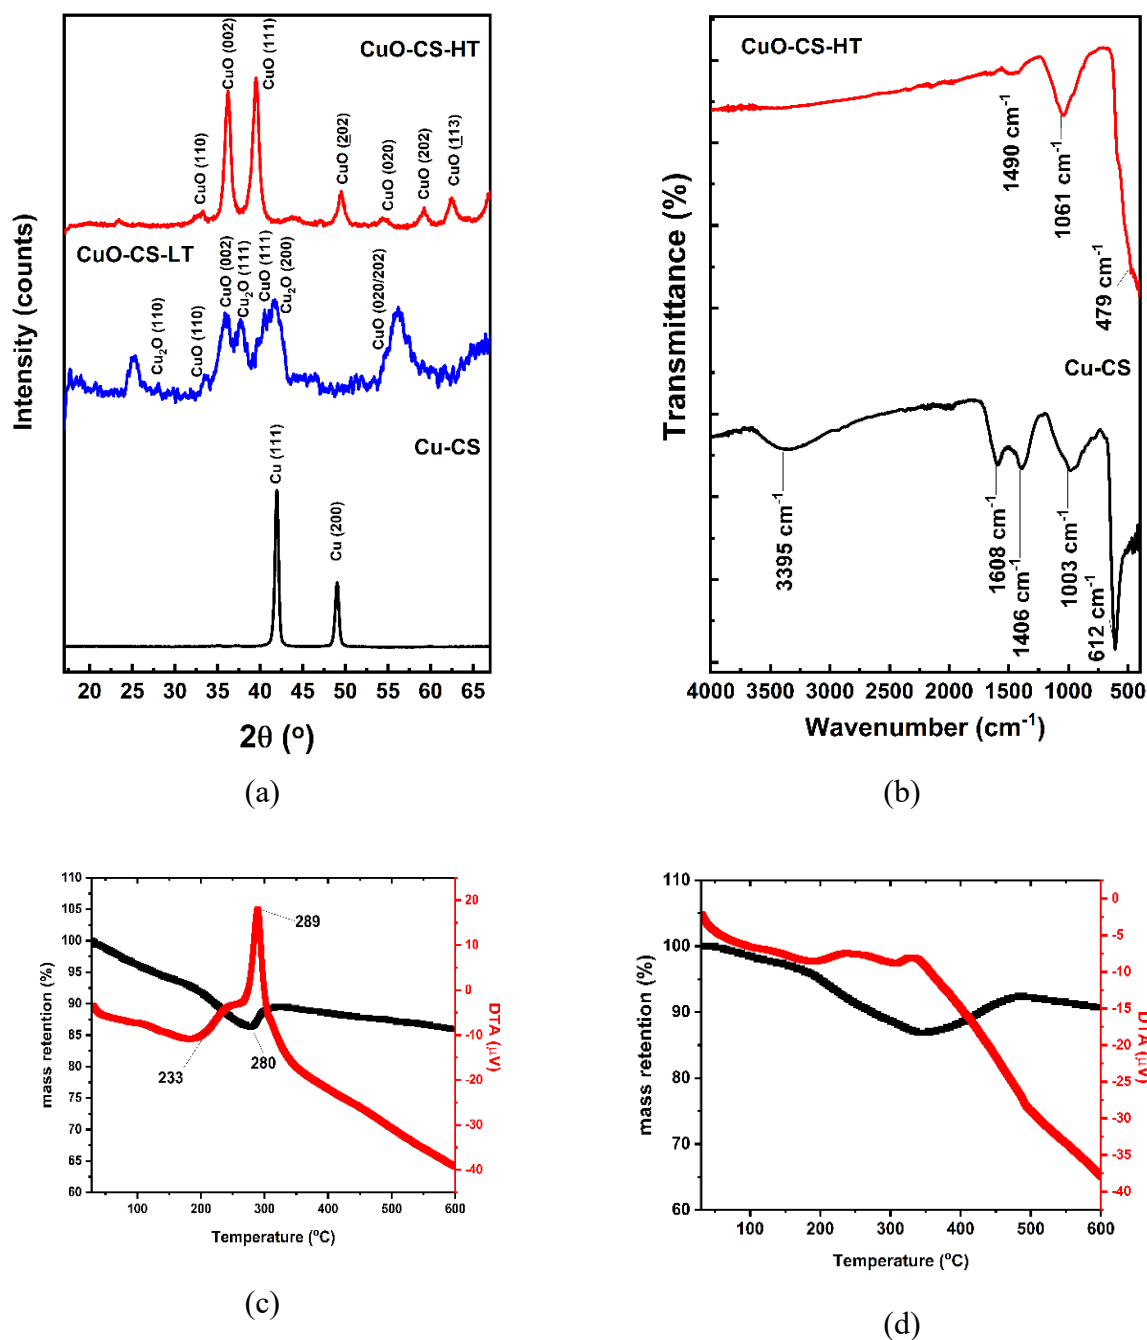 CuO (002)
CuO (111)
CuO-CS-HT
CuO (110)
CuO (202)
CuO (020)
CuO (202)
CuO (113)
CuO-CS-LT
Cu₂O (110)
CuO (110)
CuO (002)
Cu₂O (111)
CuO (111)
Cu₂O (200)
CuO (020/202)
Cu-CS
Cu (111)
Cu (200)
Intensity (counts)
20 25 30 35 40 45 50 55 60 65
2θ (°)
(a)
CuO-CS-HT
1490 cm⁻¹
1061 cm⁻¹
479 cm⁻¹
Cu-CS
3395 cm⁻¹
1608 cm⁻¹
1406 cm⁻¹
1003 cm⁻¹
612 cm⁻¹
Transmittance (%)
4000 3500 3000 2500 2000 1500 1000 500
Wavenumber (cm⁻¹)
(b)
110
105
100
95
90
85
80
75
70
65
60
mass retention (%)
289
233
280
20
10
0
-10
-20
-30
-40
DTA (μV)
100 200 300 400 500 600
Temperature (°C)
(c)
110
100
90
80
70
60
mass retention (%)
0
-5
-10
-15
-20
-25
-30
-35
-40
DTA (μV)
100 200 300 400 500 600
Temperature (°C)
(d)